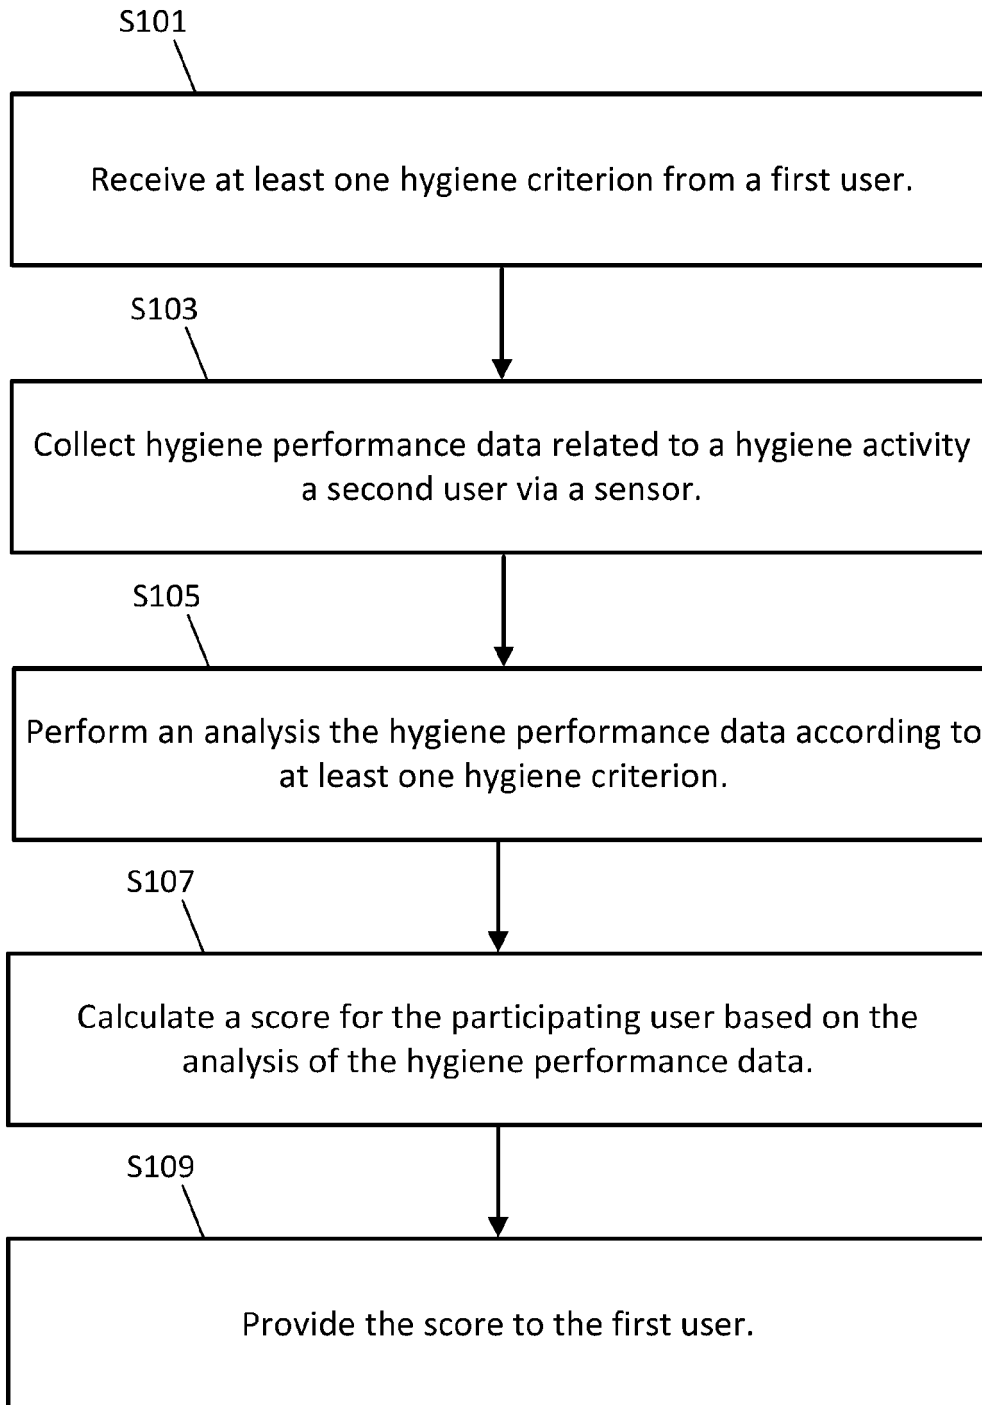 S101
Receive at least one hygiene criterion from a first user.
S103
Collect hygiene performance data related to a hygiene activity
a second user via a sensor.
S105
Perform an analysis the hygiene performance data according to
at least one hygiene criterion.
S107
Calculate a score for the participating user based on the
analysis of the hygiene performance data.
S109
Provide the score to the first user.